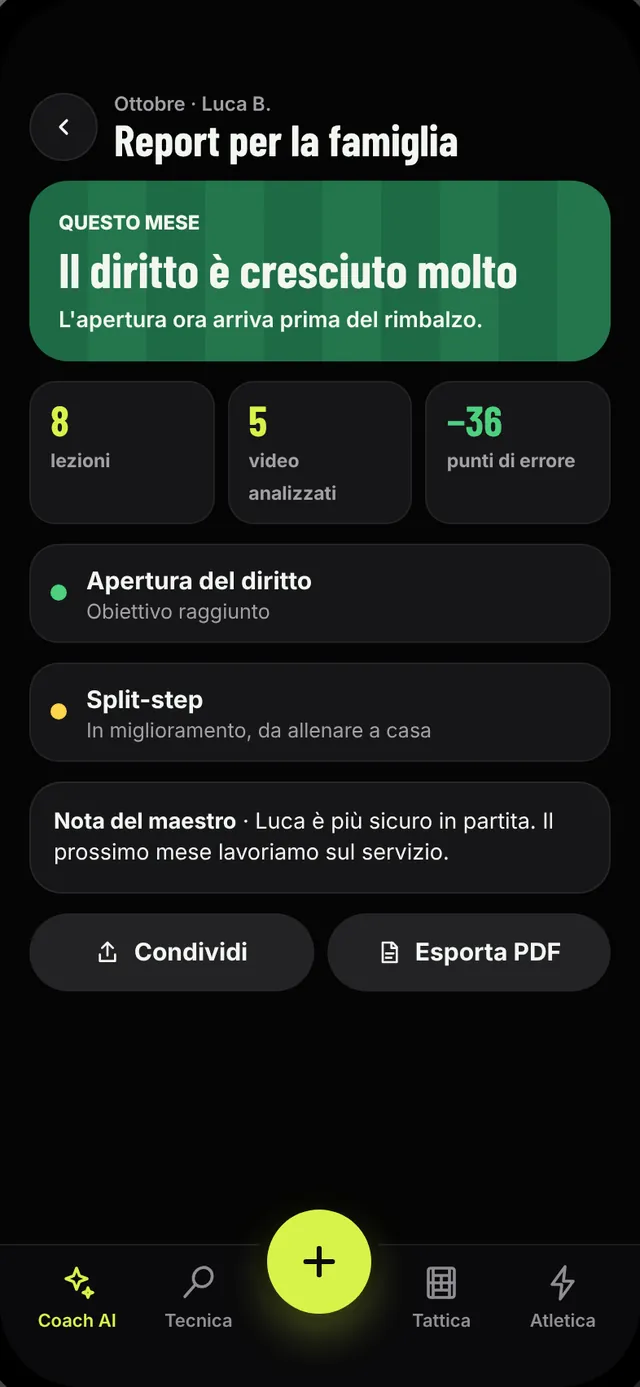 Ottobre · Luca B.
Report per la famiglia
QUESTO MESE
Il diritto è cresciuto molto
L'apertura ora arriva prima del rimbalzo.
8
lezioni
5
video
analizzati
–36
punti di errore
Apertura del diritto
Obiettivo raggiunto
Split-step
In miglioramento, da allenare a casa
Nota del maestro · Luca è più sicuro in partita. Il
prossimo mese lavoriamo sul servizio.
Condividi
Esporta PDF
Coach AI
Tecnica
Tattica
Atletica